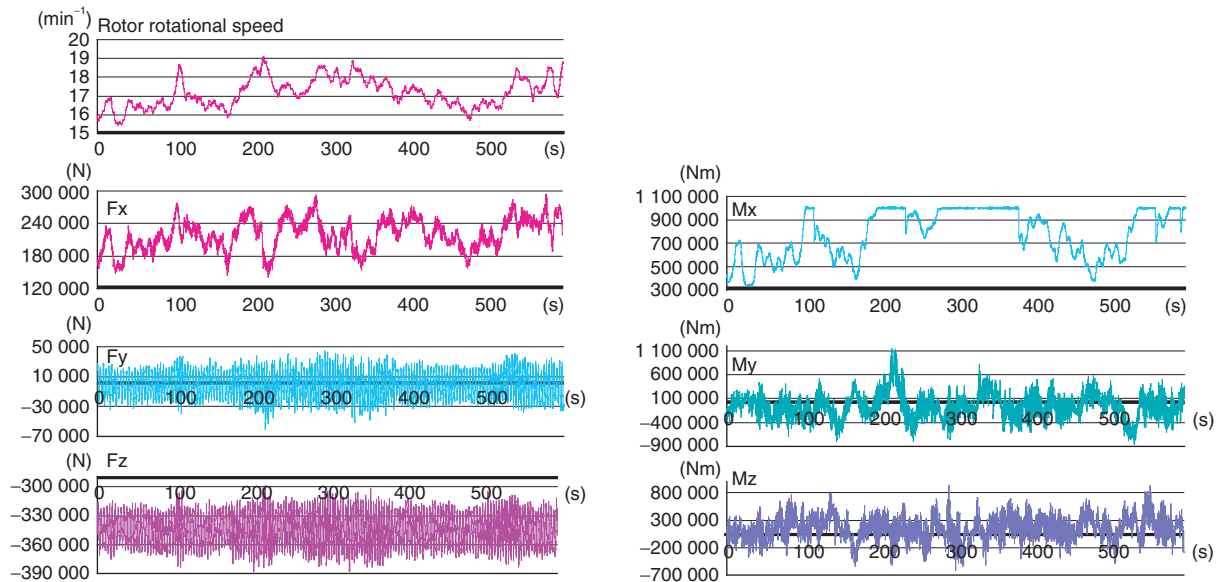 (min⁻¹) Rotor rotational speed
20
19
18
17
16
15
0 100 200 300 400 500 (s)
(N)
300 000
240 000
180 000
120 000
Fx
0 100 200 300 400 500 (s)
(N)
50 000
10 000
−30 000
−70 000
Fy
0 100 200 300 400 500 (s)
(N) Fz
−300 000
−330 000
−360 000
−390 000
0 100 200 300 400 500 (s)
(Nm)
1 100 000
900 000
700 000
500 000
300 000
Mx
0 100 200 300 400 500 (s)
(Nm)
1 100 000
600 000
100 000
−400 000
−900 000
My
0 100 200 300 400 500 (s)
(Nm)
800 000
300 000
−200 000
−700 000
Mz
0 100 200 300 400 500 (s)